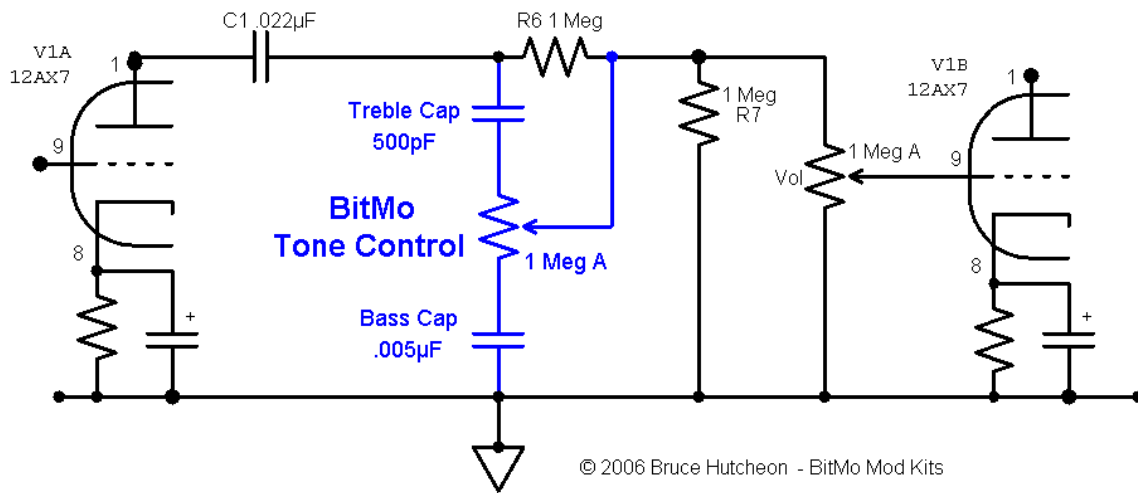 C1 .022µF
R6 1 Meg
V1A
12AX7
1
9
8
+
Treble Cap
500pF
BitMo
Tone Control
1 Meg A
Bass Cap
.005µF
1 Meg
R7
Vol
1 Meg A
V1B
12AX7
1
9
8
+
© 2006 Bruce Hutcheon - BitMo Mod Kits